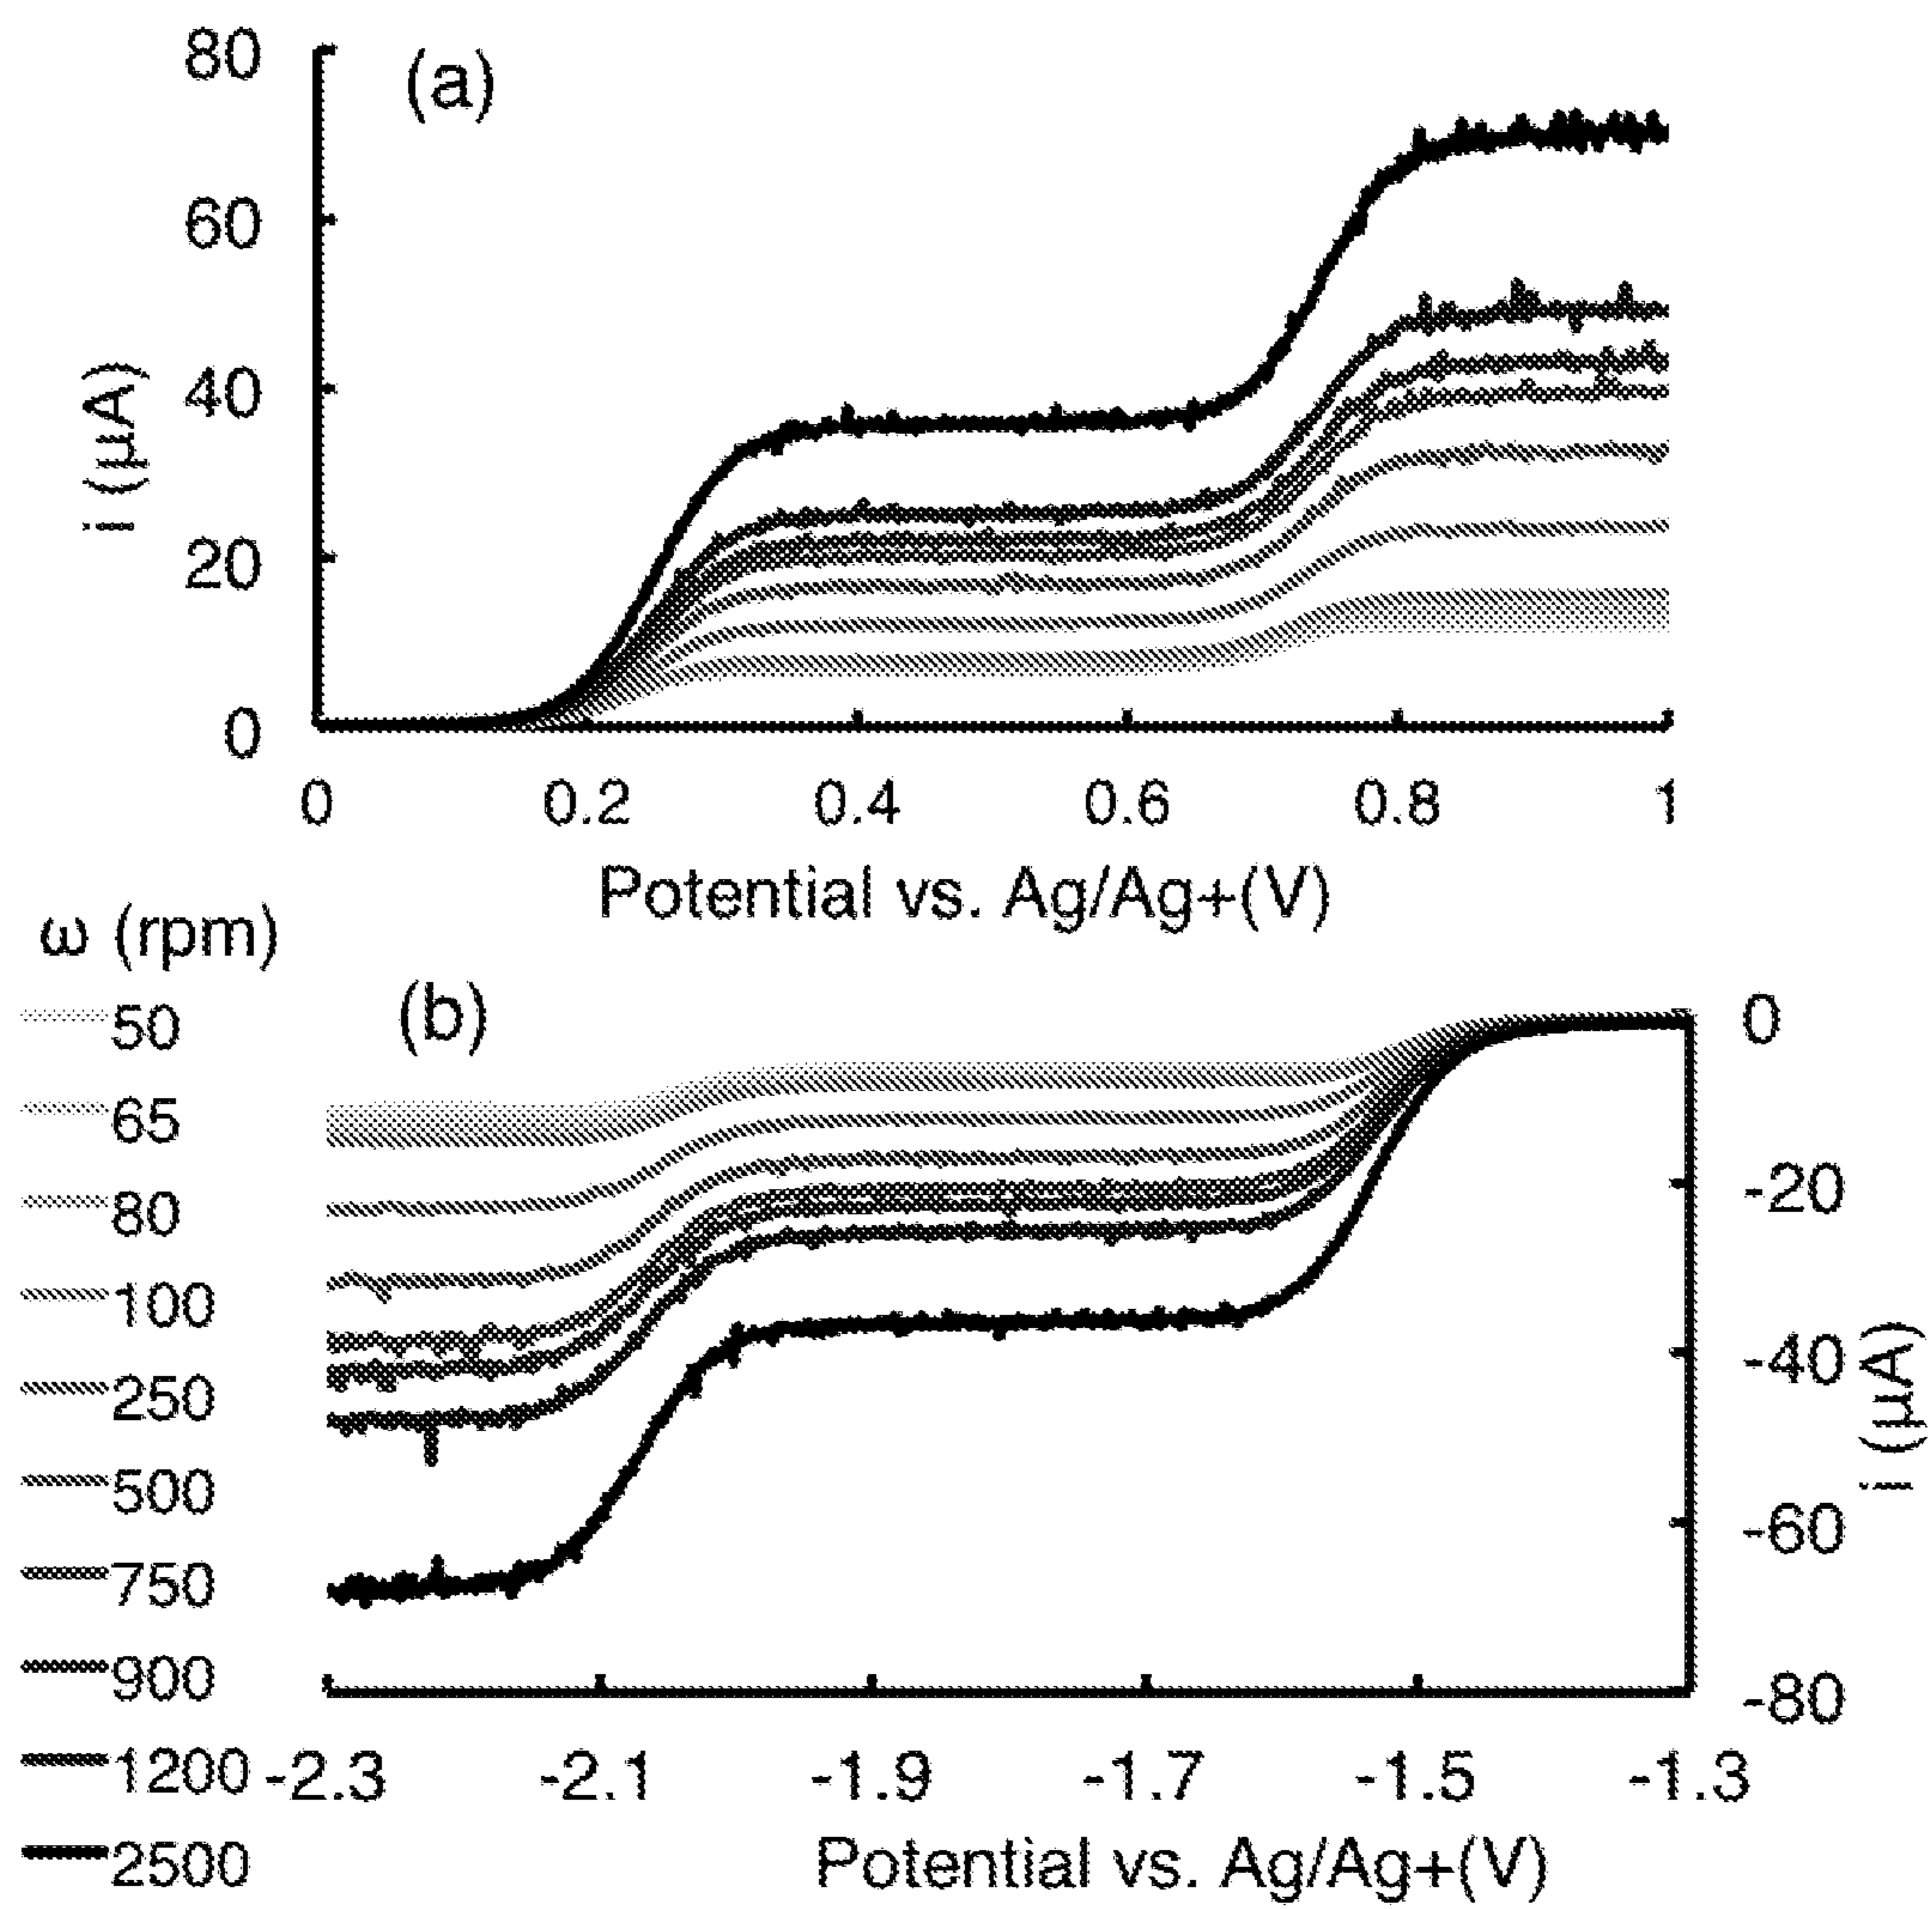 (a)
80
60
40
20
0
i (µA)
0 0.2 0.4 0.6 0.8 1
Potential vs. Ag/Ag+(V)
ω (rpm)
50
65
80
100
250
500
750
900
1200
2500
(b)
0
-20
-40
-60
-80
i (µA)
-2.3 -2.1 -1.9 -1.7 -1.5 -1.3
Potential vs. Ag/Ag+(V)